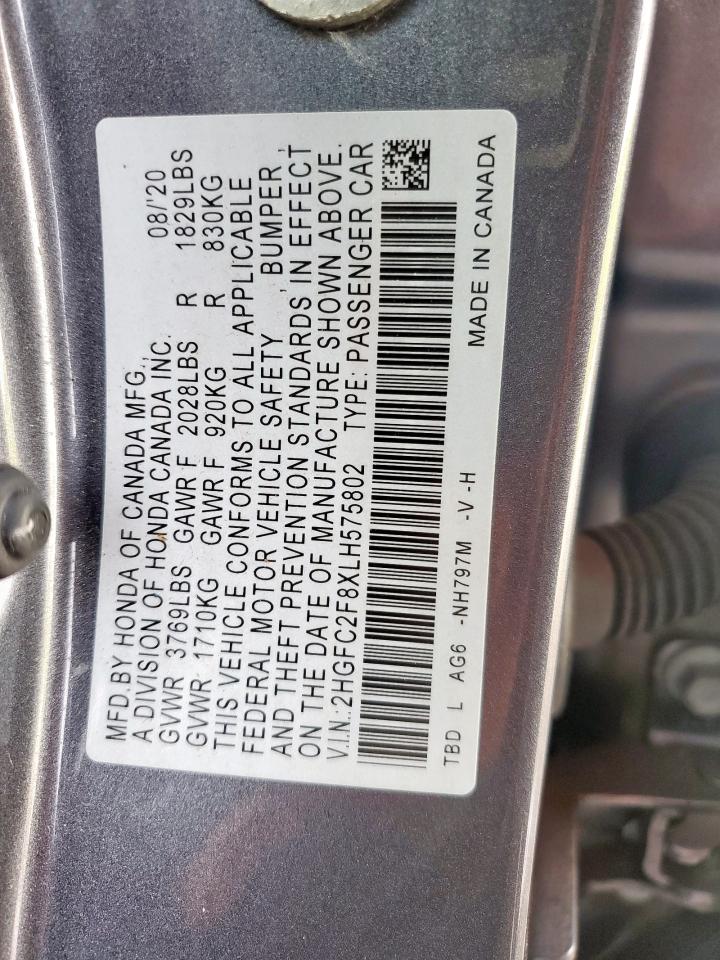 MFD.BY HONDA OF CANADA MFG., 08/'20
A DIVISION OF HONDA CANADA INC.
GVWR 3769LBS GAWR F 2028LBS R 1829LBS
GVWR 1710KG GAWR F 920KG R 830KG
THIS VEHICLE CONFORMS TO ALL APPLICABLE
FEDERAL MOTOR VEHICLE SAFETY , BUMPER ,
AND THEFT PREVENTION STANDARDS IN EFFECT
ON THE DATE OF MANUFACTURE SHOWN ABOVE.
V.I.N.:2HGFC2F8XLH575802 TYPE: PASSENGER CAR
TBD L AG6 -NH797M -V -H MADE IN CANADA